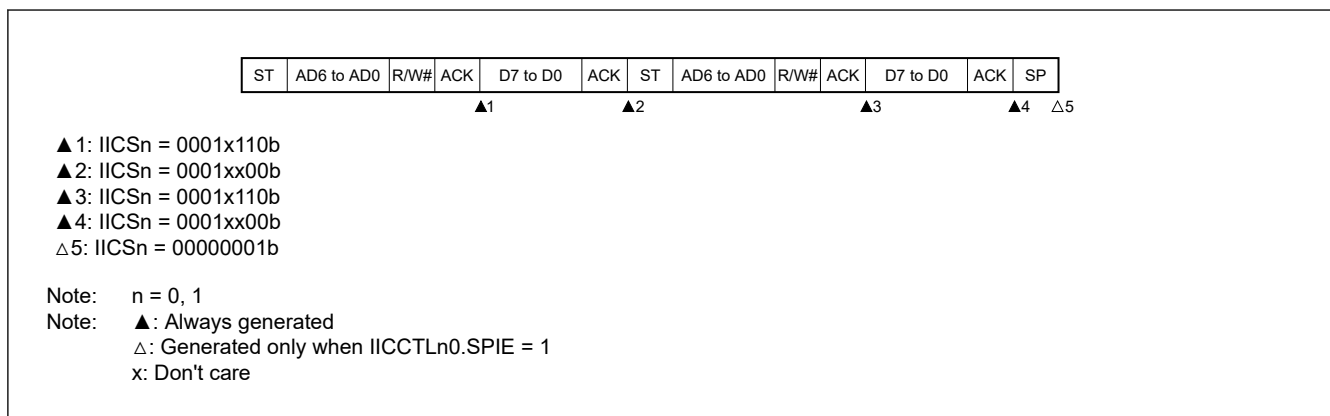 ST AD6 to AD0 R/W# ACK D7 to D0 ACK ST AD6 to AD0 R/W# ACK D7 to D0 ACK SP
▲1 ▲2 ▲3 ▲4 △5
▲1: IICSn = 0001x110b
▲2: IICSn = 0001xx00b
▲3: IICSn = 0001x110b
▲4: IICSn = 0001xx00b
△5: IICSn = 00000001b
Note: n = 0, 1
Note: ▲: Always generated
△: Generated only when IICCTLn0.SPIE = 1
x: Don't care